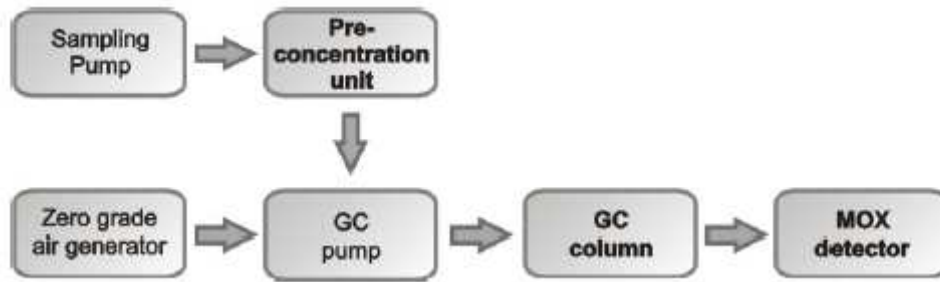 Sampling
Pump
Pre-
concentration
unit
Zero grade
air generator
GC
pump
GC
column
MOX
detector